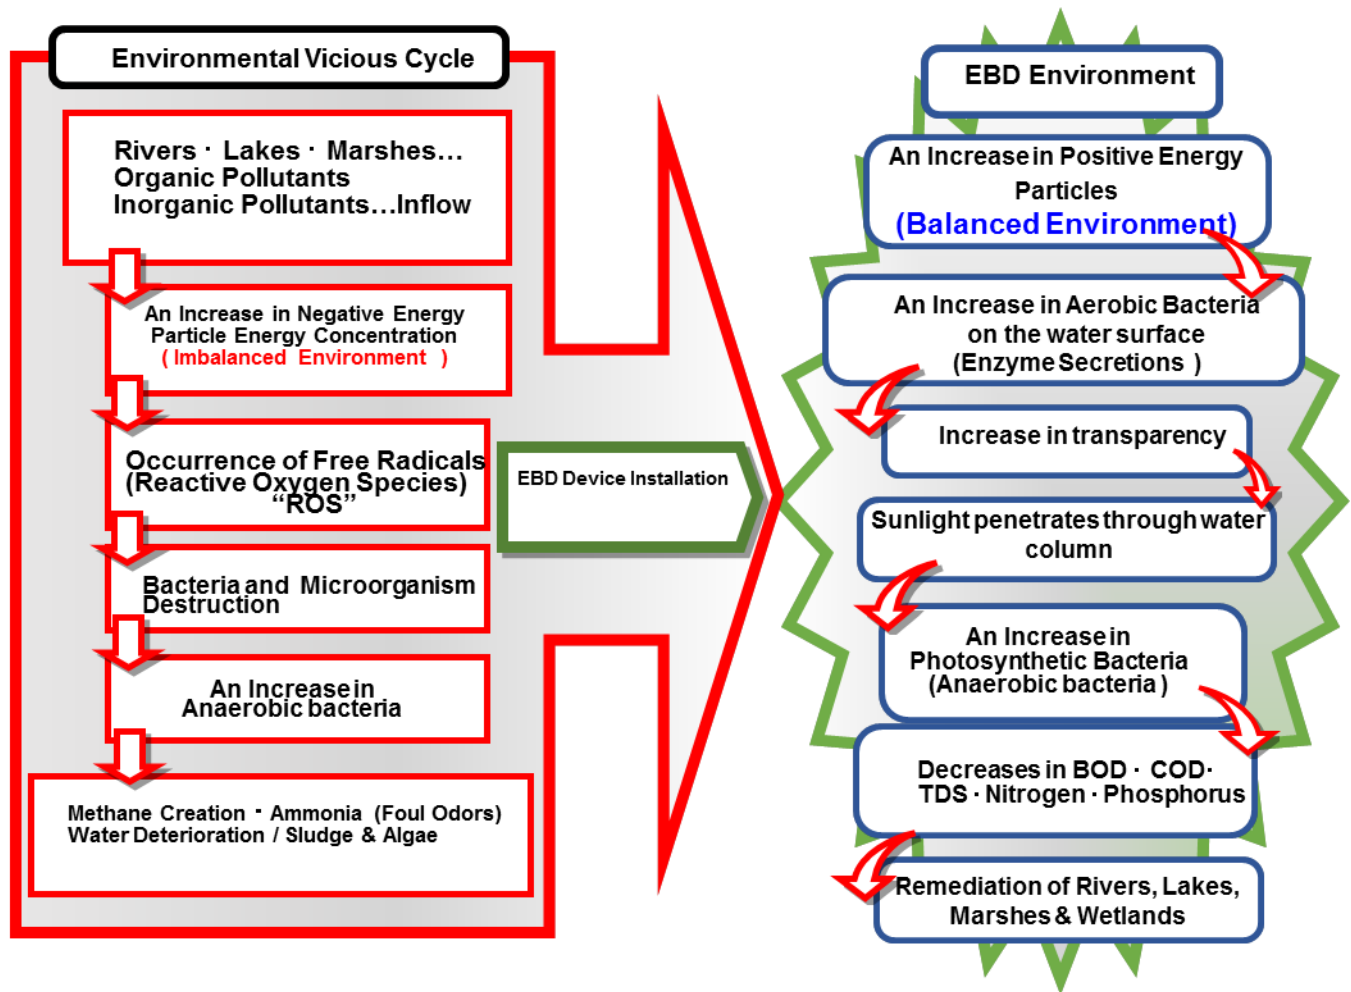 Environmental Vicious Cycle
Rivers · Lakes · Marshes…
Organic Pollutants
Inorganic Pollutants…Inflow
An Increase in Negative Energy
Particle Energy Concentration
( Imbalanced Environment )
Occurrence of Free Radicals
(Reactive Oxygen Species)
“ROS”
Bacteria and Microorganism
Destruction
An Increase in
Anaerobic bacteria
Methane Creation · Ammonia (Foul Odors)
Water Deterioration / Sludge & Algae
EBD Device Installation
EBD Environment
An Increase in Positive Energy
Particles
(Balanced Environment)
An Increase in Aerobic Bacteria
on the water surface
(Enzyme Secretions )
Increase in transparency
Sunlight penetrates through water
column
An Increase in
Photosynthetic Bacteria
(Anaerobic bacteria )
Decreases in BOD · COD·
TDS · Nitrogen · Phosphorus
Remediation of Rivers, Lakes,
Marshes & Wetlands